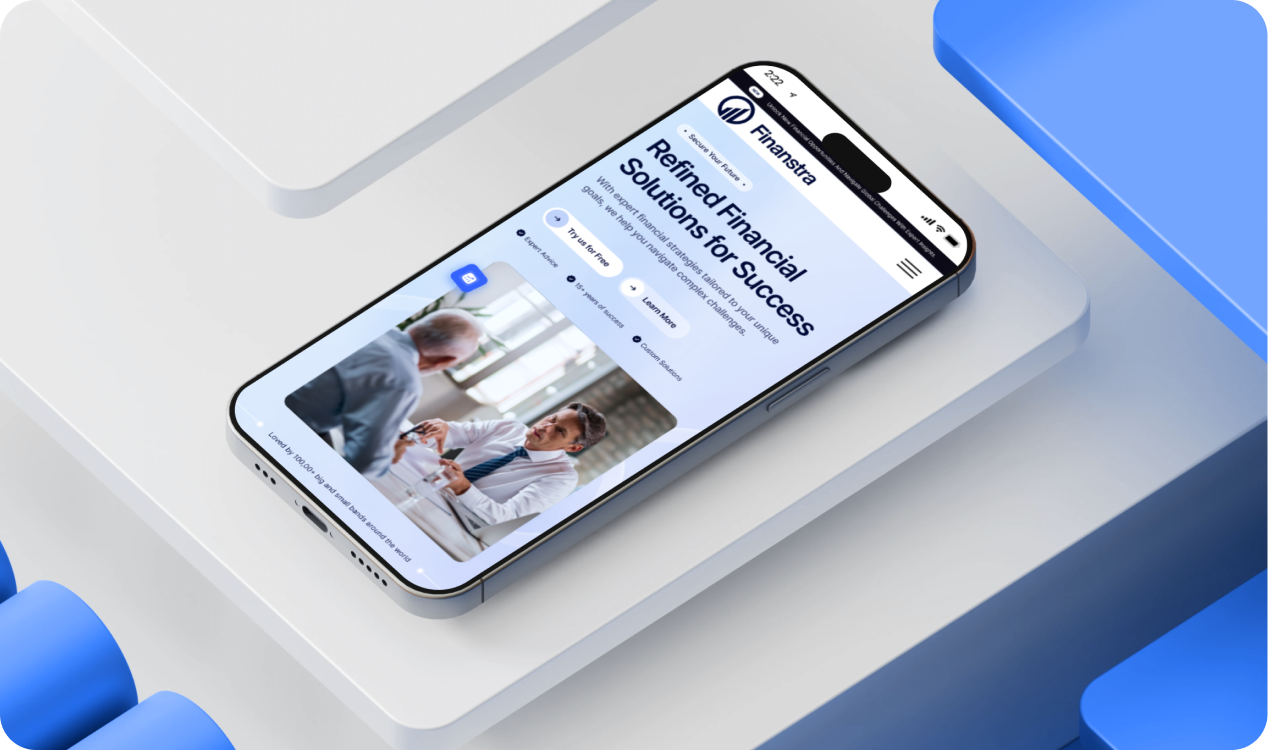 2:22
Unlock New Financial Opportunities And Navigate Global Challenges With Expert Insights
Finanstra
• Secure Your Future •
Refined Financial
Solutions for Success
With expert financial strategies tailored to your unique
goals, we help you navigate complex challenges.
Try us for Free
Learn More
Expert Advice
15+ years of success
Custom Solutions
Loved by 100,00+ big and small bands around the world